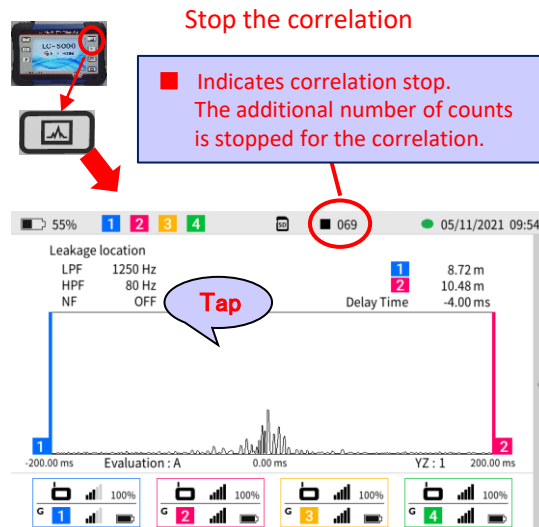 Stop the correlation
LC-5000
■ Indicates correlation stop.
The additional number of counts
is stopped for the correlation.
55% 1 2 3 4 SD ■ 069 05/11/2021 09:54
Leakage location
LPF 1250 Hz 1 8.72 m
HPF 80 Hz 2 10.48 m
NF OFF Delay Time -4.00 ms
Tap
1 2
-200.00 ms Evaluation : A 0.00 ms YZ : 1 200.00 ms
100% 100% 100% 100%
G 1 G 2 G 3 G 4